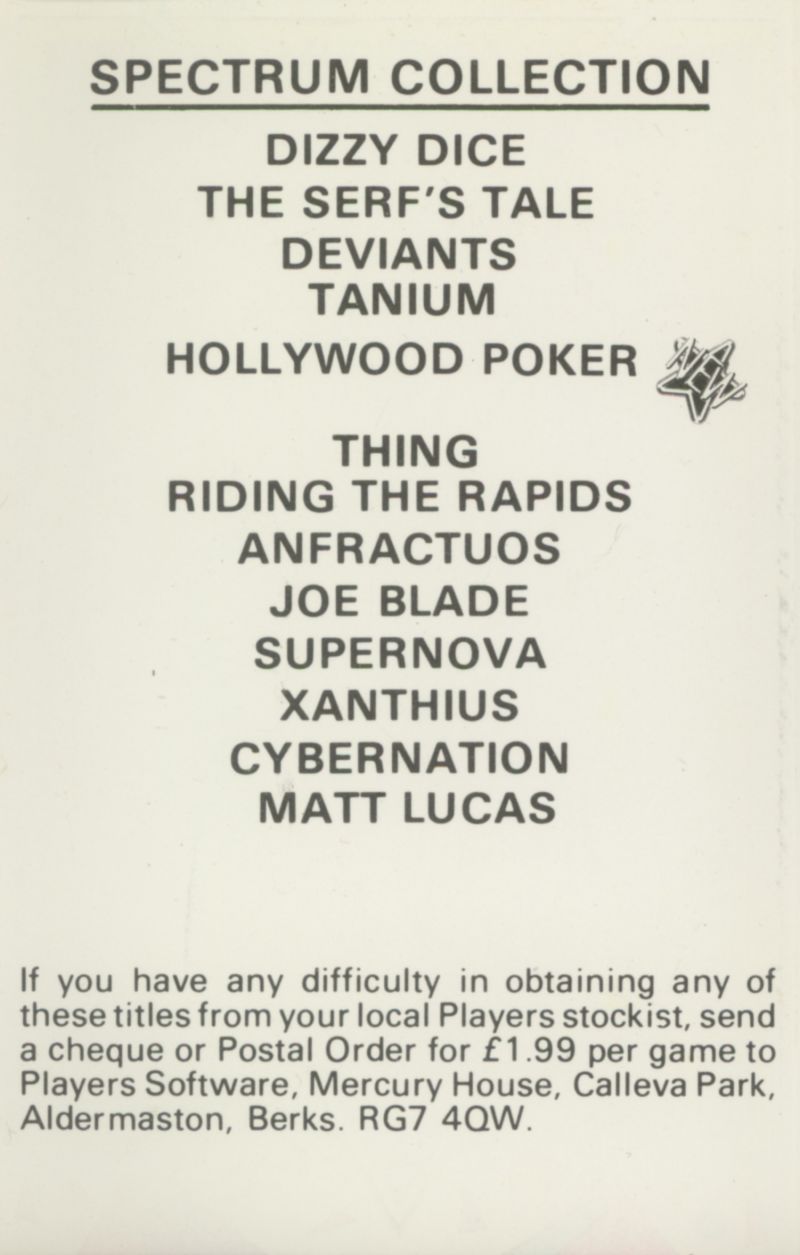 SPECTRUM COLLECTION
DIZZY DICE
THE SERF'S TALE
DEVIANTS
TANIUM
HOLLYWOOD POKER NEW
THING
RIDING THE RAPIDS
ANFRACTUOS
JOE BLADE
SUPERNOVA
XANTHIUS
CYBERNATION
MATT LUCAS
If you have any difficulty in obtaining any of
these titles from your local Players stockist, send
a cheque or Postal Order for £1.99 per game to
Players Software, Mercury House, Calleva Park,
Aldermaston, Berks. RG7 4QW.